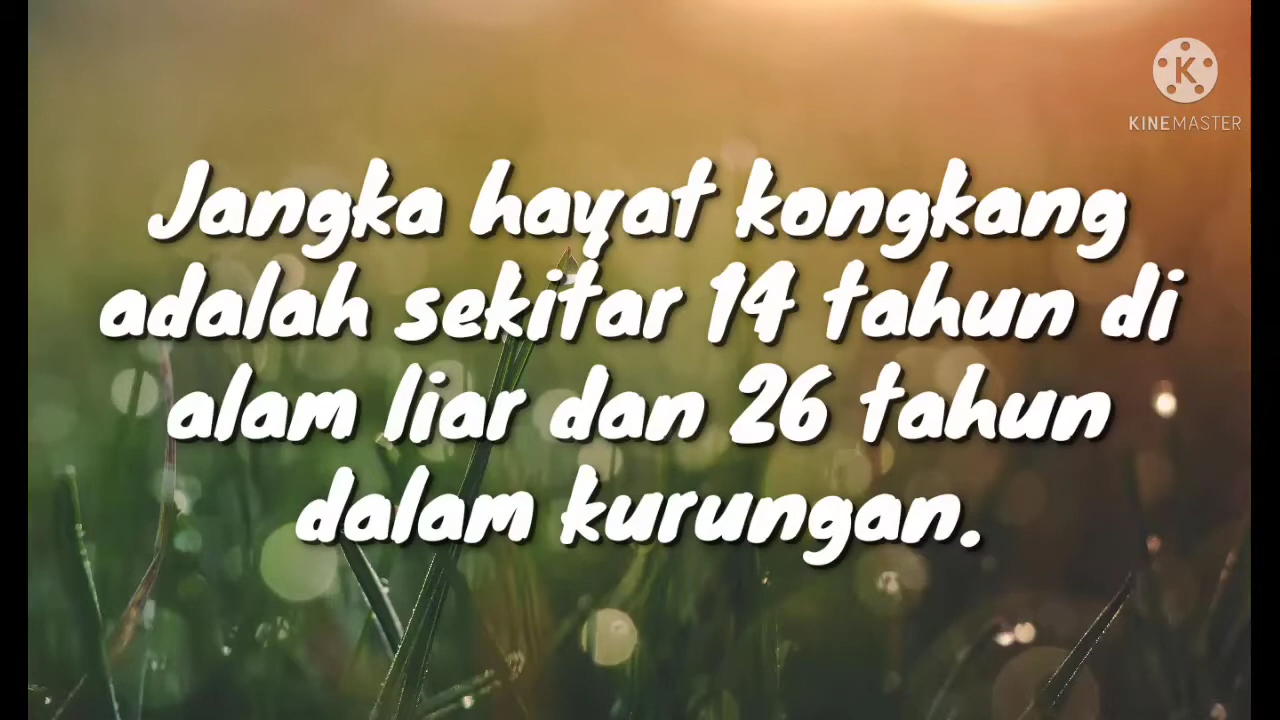 KINEMASTER
Jangka hayat kongkang
adalah sekitar 14 tahun di
alam liar dan 26 tahun
dalam kurungan.